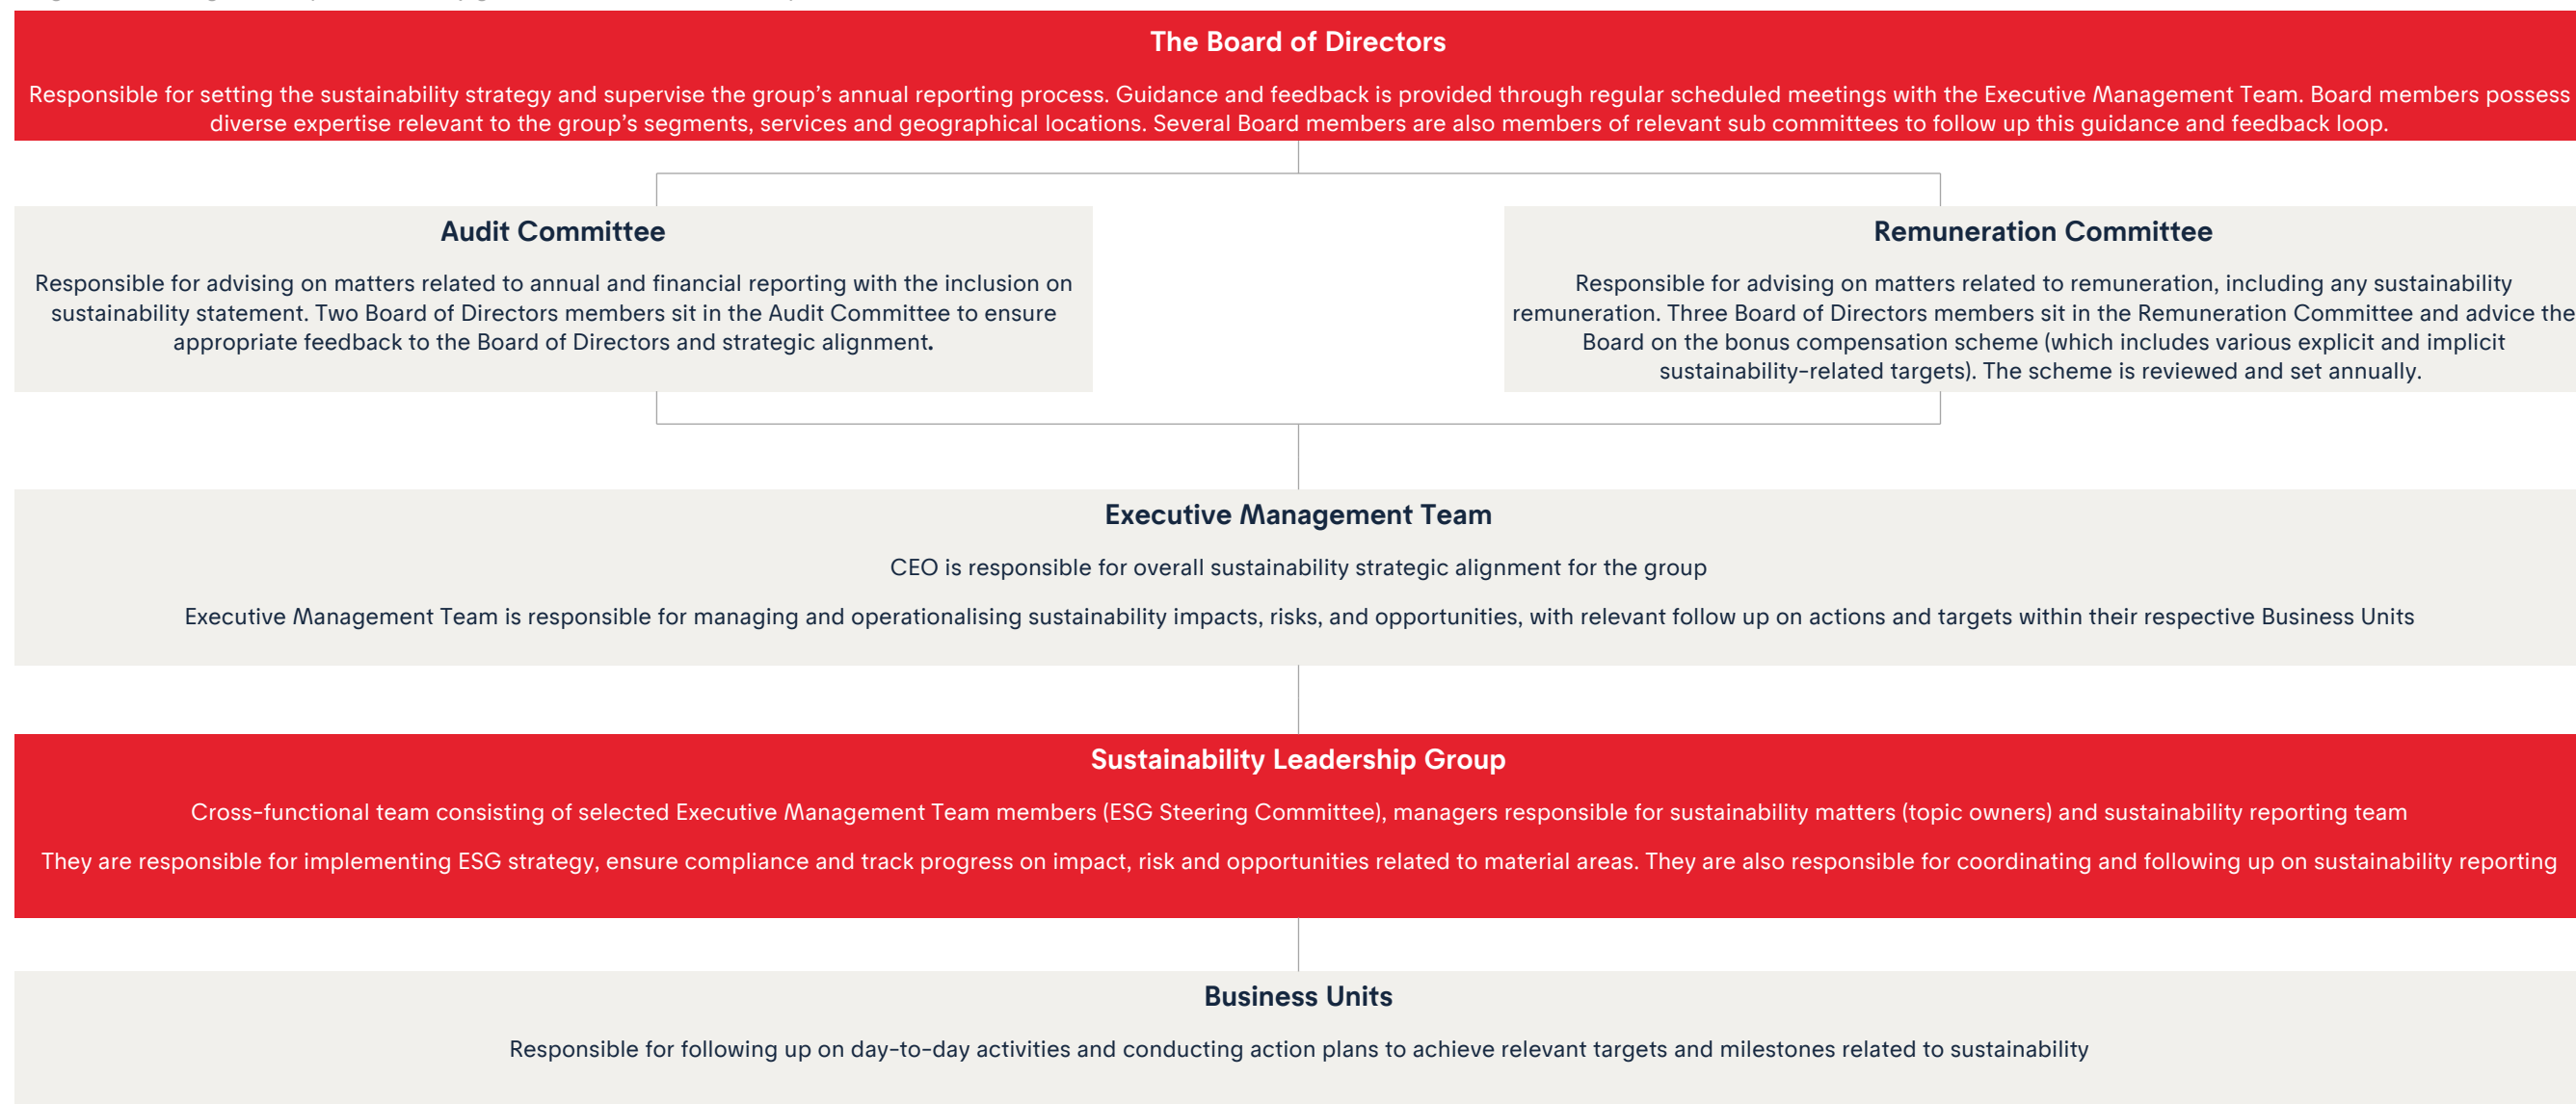 The Board of Directors
Responsible for setting the sustainability strategy and supervise the group's annual reporting process. Guidance and feedback is provided through regular scheduled meetings with the Executive Management Team. Board members possess
diverse expertise relevant to the group's segments, services and geographical locations. Several Board members are also members of relevant sub committees to follow up this guidance and feedback loop.
Audit Committee
Responsible for advising on matters related to annual and financial reporting with the inclusion on
sustainability statement. Two Board of Directors members sit in the Audit Committee to ensure
appropriate feedback to the Board of Directors and strategic alignment.
Remuneration Committee
Responsible for advising on matters related to remuneration, including any sustainability
remuneration. Three Board of Directors members sit in the Remuneration Committee and advice the
Board on the bonus compensation scheme (which includes various explicit and implicit
sustainability-related targets). The scheme is reviewed and set annually.
Executive Management Team
CEO is responsible for overall sustainability strategic alignment for the group
Executive Management Team is responsible for managing and operationalising sustainability impacts, risks, and opportunities, with relevant follow up on actions and targets within their respective Business Units
Sustainability Leadership Group
Cross-functional team consisting of selected Executive Management Team members (ESG Steering Committee), managers responsible for sustainability matters (topic owners) and sustainability reporting team
They are responsible for implementing ESG strategy, ensure compliance and track progress on impact, risk and opportunities related to material areas. They are also responsible for coordinating and following up on sustainability reporting
Business Units
Responsible for following up on day-to-day activities and conducting action plans to achieve relevant targets and milestones related to sustainability